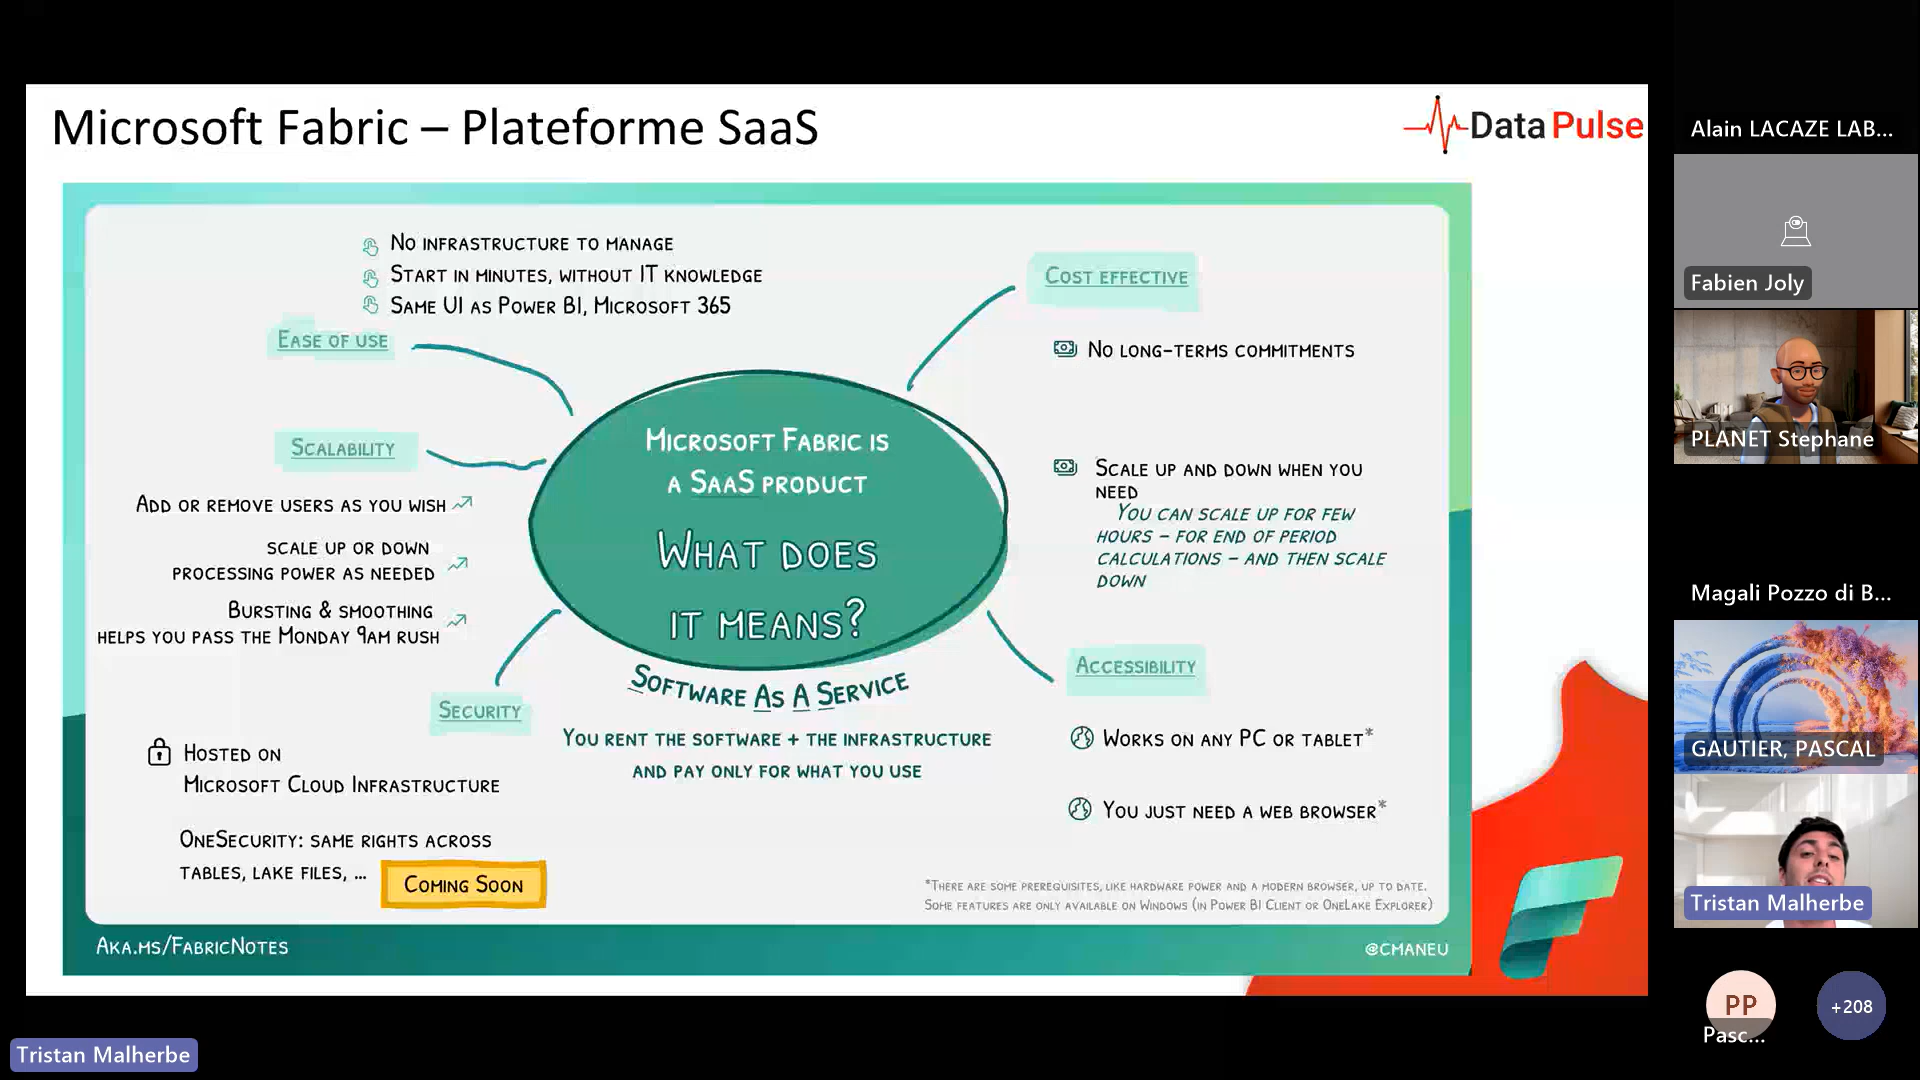 Microsoft Fabric – Plateforme SaaS
Data Pulse
No infrastructure to manage
Start in minutes, without IT knowledge
Same UI as Power BI, Microsoft 365
Ease of use
Cost effective
No long-terms commitments
Scalability
Add or remove users as you wish
scale up or down
processing power as needed
Bursting & smoothing
helps you pass the Monday 9am rush
Microsoft Fabric is
a SaaS product
What does
it means?
Software As A Service
You rent the software + the infrastructure
and pay only for what you use
Scale up and down when you
need
You can scale up for few
hours – for end of period
calculations – and then scale
down
Security
Hosted on
Microsoft Cloud Infrastructure
OneSecurity: same rights across
tables, lake files, ...
Coming Soon
Accessibility
Works on any PC or tablet*
You just need a web browser*
*There are some prerequisites, like hardware power and a modern browser, up to date.
Some features are only available on Windows (in Power BI Client or OneLake Explorer)
Aka.ms/FabricNotes
@cmaneu
Alain LACAZE LAB...
Fabien Joly
PLANET Stephane
Magali Pozzo di B...
GAUTIER, PASCAL
Tristan Malherbe
PP
Pasc...
+208
Tristan Malherbe